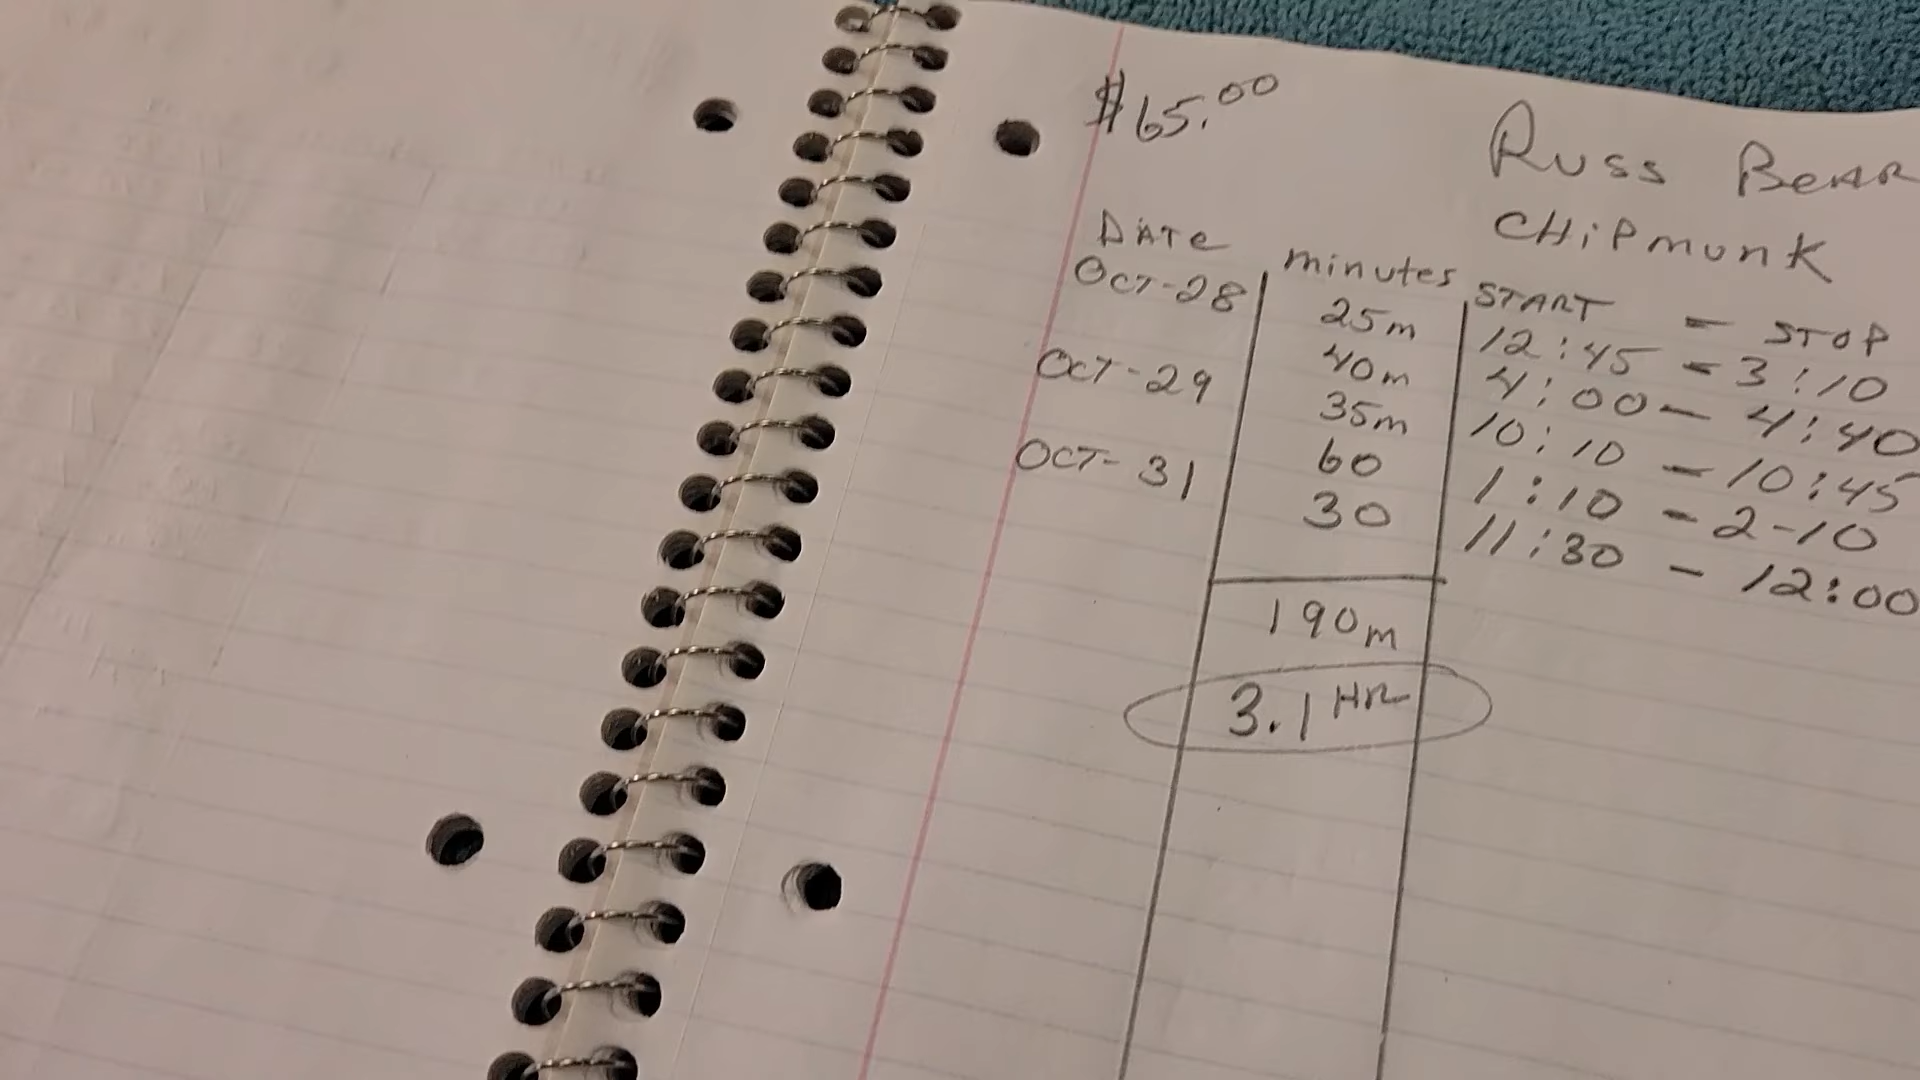 $65.00
Russ Bear
CHiPmunK
DATe minutes START - STOP
OCT-28 25m 12:45 - 3:10
40m 4:00 - 4:40
OCT-29 35m 10:10 - 10:45
60 1:10 - 2-10
OCT-31 30 11:30 - 12:00
190m
3.1 HR